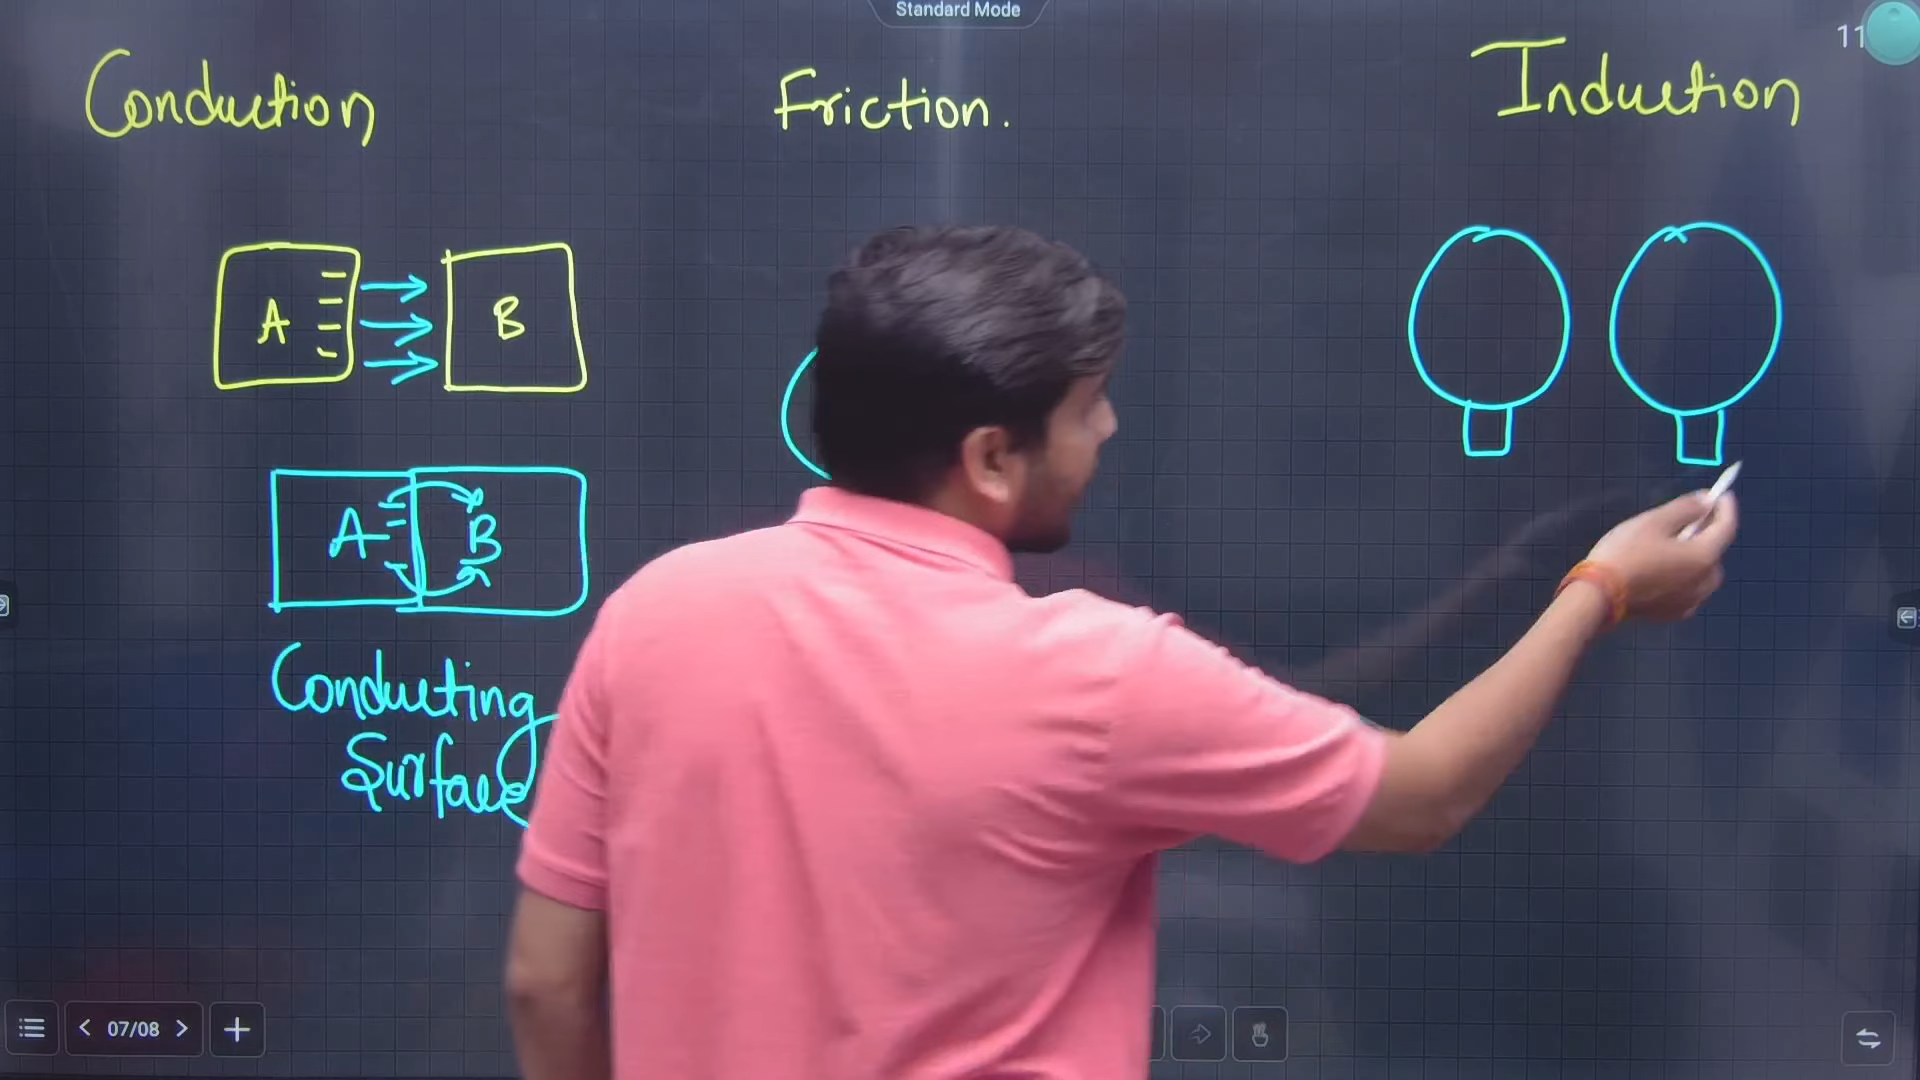 Standard Mode
11
Conduction
Friction.
Induction
A
B
A
B
Conducting
Surface
07/08